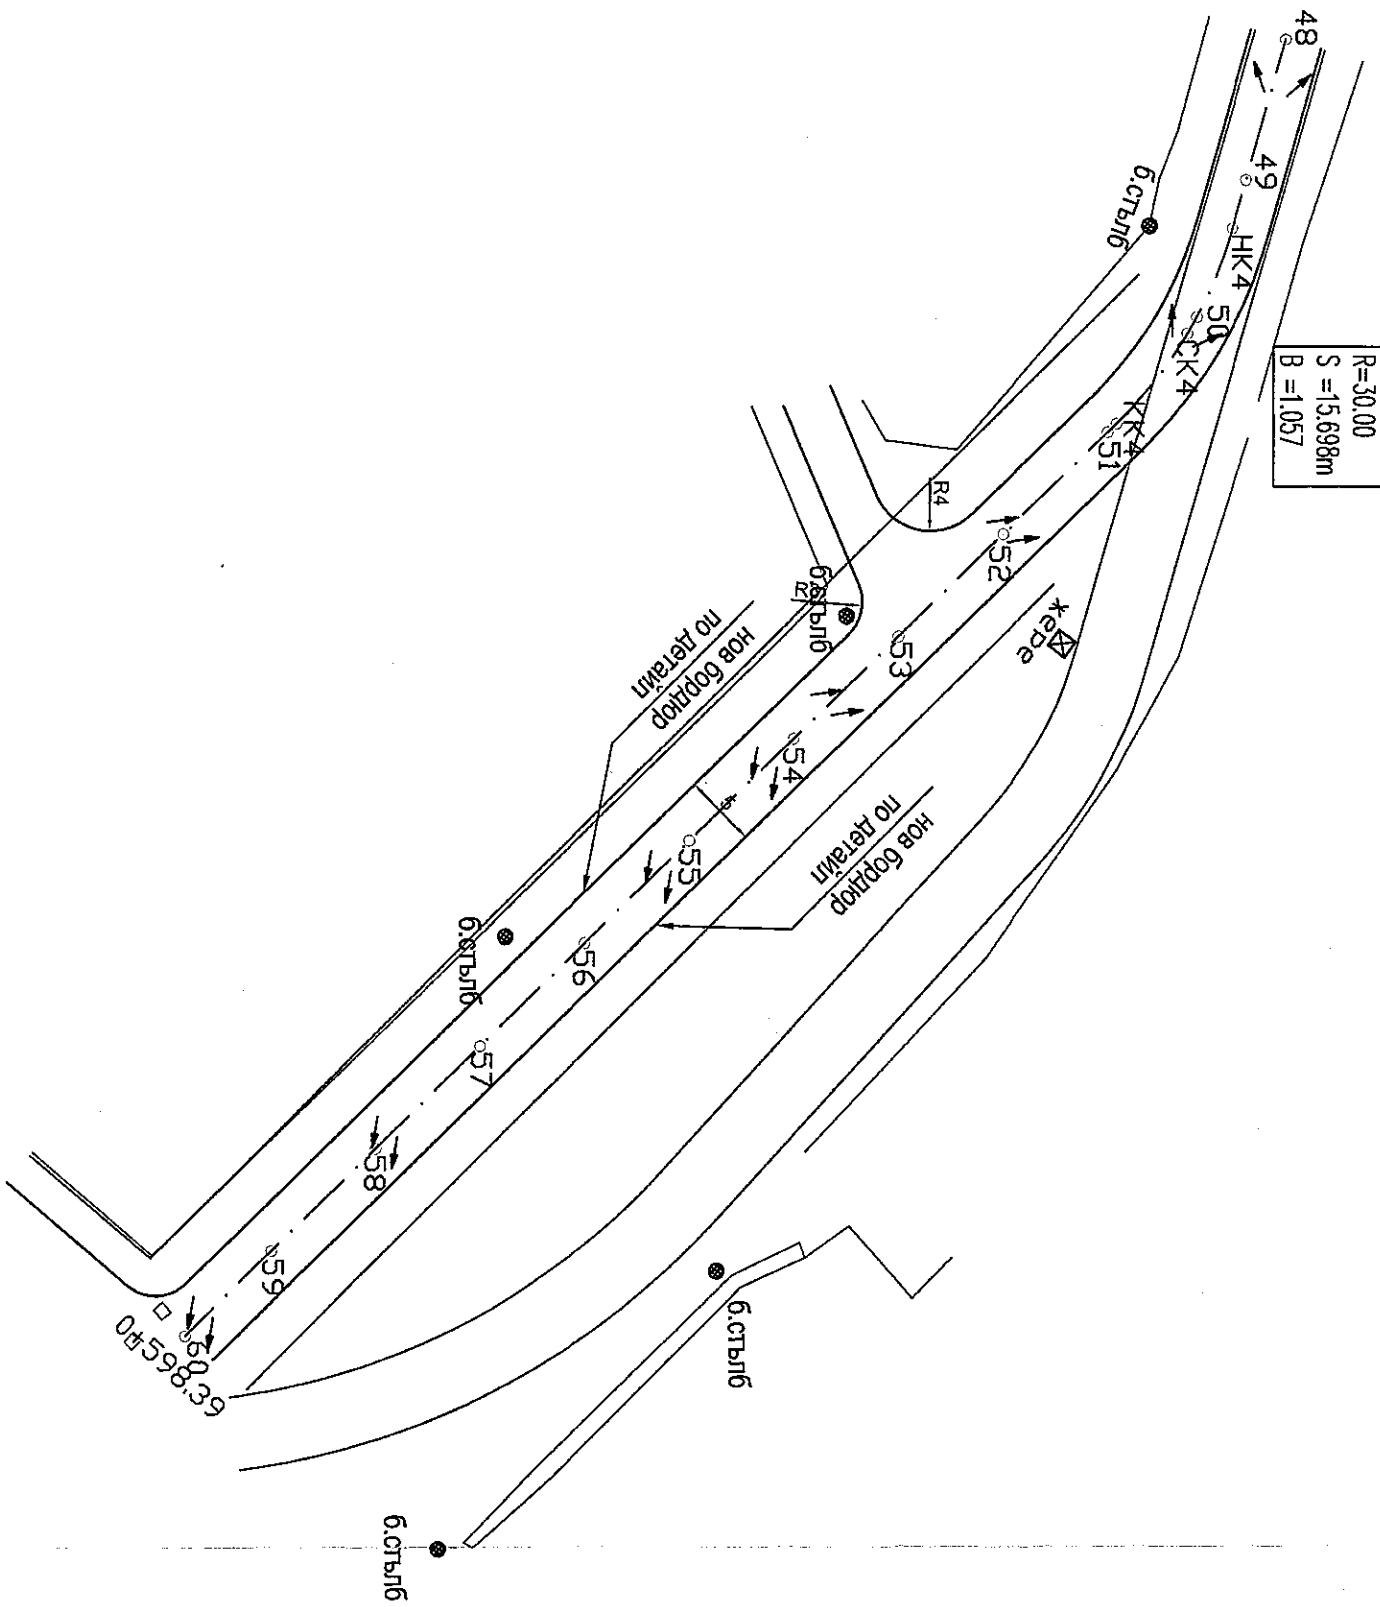 48
49
НК4
50
СК4
R=30.00
S =15.698m
B =1.057
КК4
51
б.стълб
R4
52
жере
53
б.стълб
нов бордюр
по детайл
54
нов бордюр
по детайл
55
56
б.стълб
57
58
59
60
0+598.39
б.стълб
б.стълб